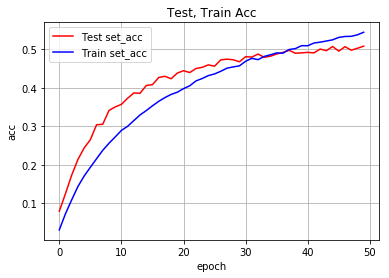 Test, Train Acc
Test set_acc
Train set_acc
acc
0.5
0.4
0.3
0.2
0.1
0 10 20 30 40 50
epoch